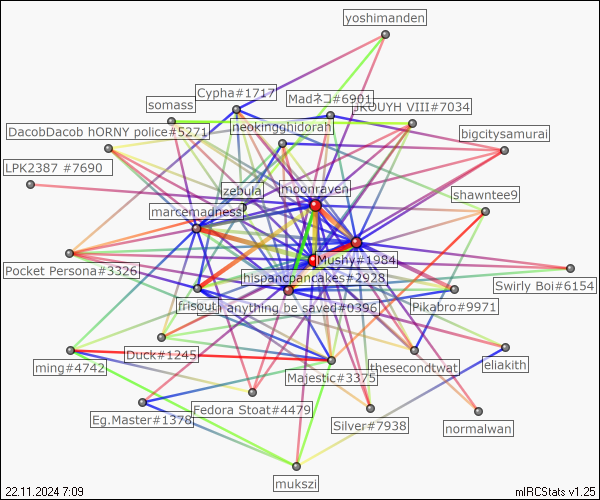 yoshimanden
Cypha#1717
Madネコ#6901
somass
JKOUYH VIII#7034
neokingghidorah
DacobDacob hORNY police#5271
bigcitysamurai
LPK2387 #7690
zebula
moonraven
shawntee9
marcemadness
Mushy#1984
Pocket Persona#3326
hispancpancakes#2928
Swirly Boi#6154
frisout
anything be saved#0396
Pikabro#9971
Duck#1245
ming#4742
Majestic#3375
thesecondtwat
eliakith
Fedora Stoat#4479
Eg.Master#1378
Silver#7938
normalwan
mukszi
22.11.2024 7:09
mIRCStats v1.25